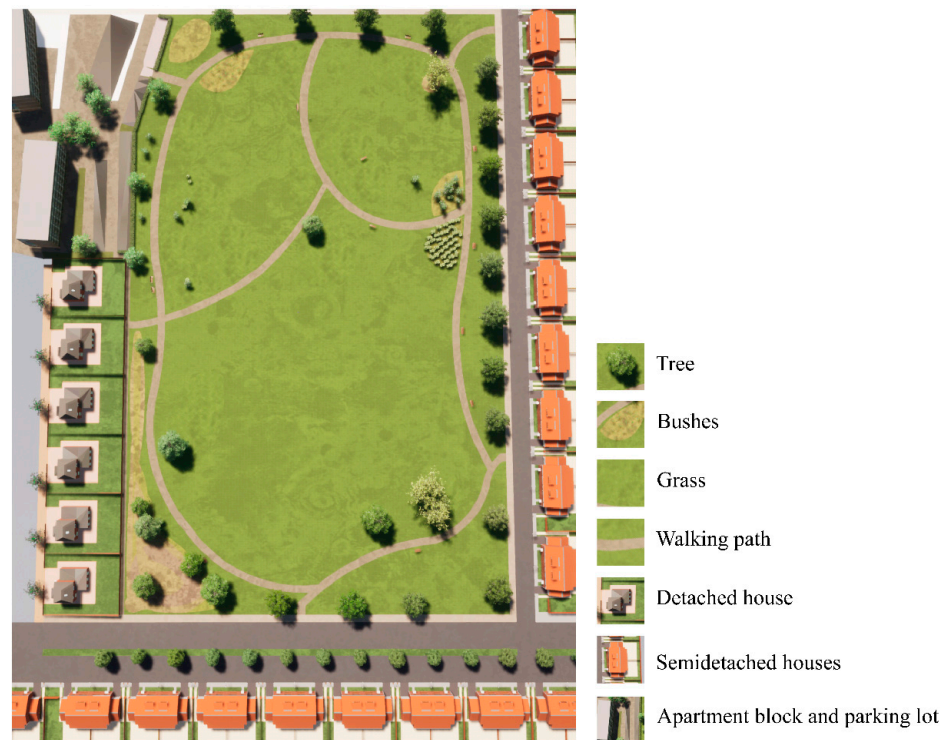 Tree
Bushes
Grass
Walking path
Detached house
Semidetached houses
Apartment block and parking lot